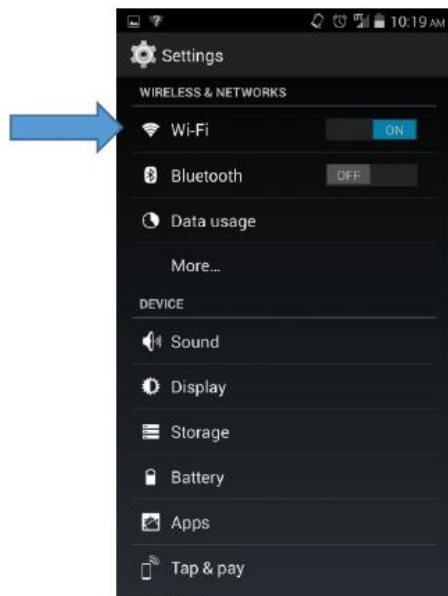 10:19 AM
Settings
WIRELESS & NETWORKS
Wi-Fi ON
Bluetooth OFF
Data usage
More...
DEVICE
Sound
Display
Storage
Battery
Apps
Tap & pay